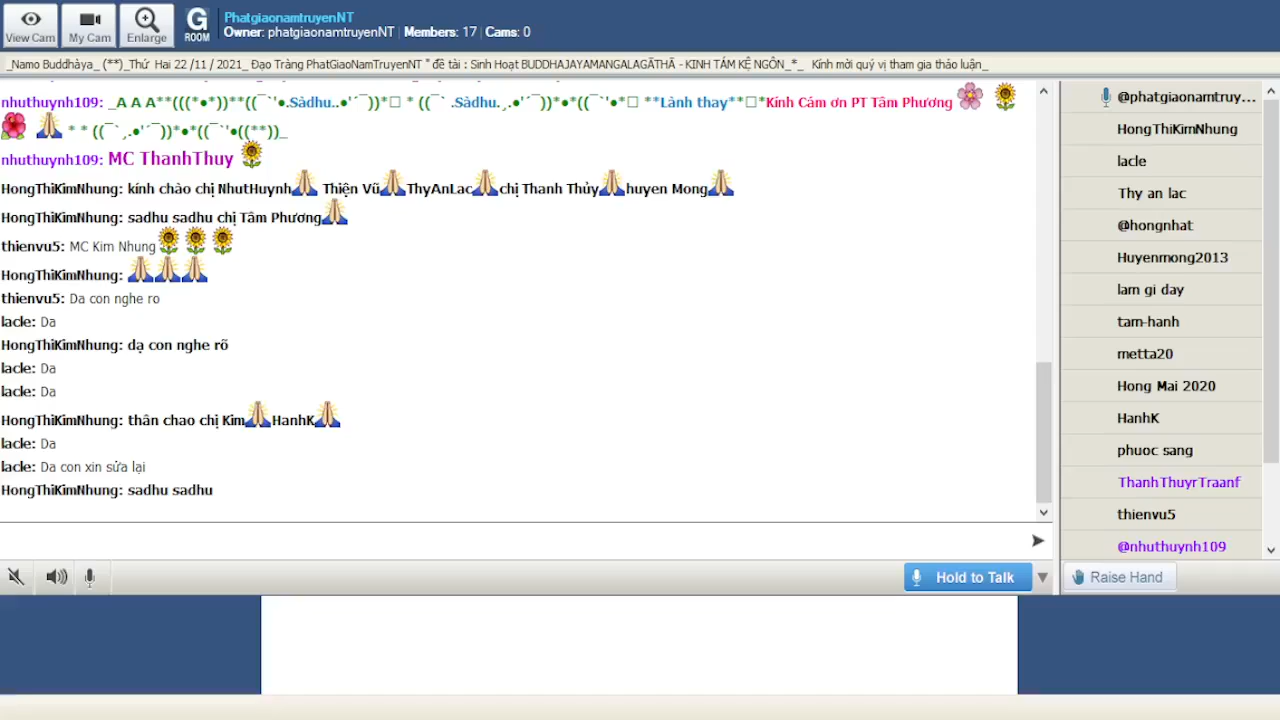 View Cam
My Cam
Enlarge
G
ROOM
PhatgiaonamtruyenNT
Owner: phatgiaonamtruyenNT | Members: 17 | Cams: 0
_Namo Buddhàya_ (**)_Thứ Hai 22 /11 / 2021_ Đạo Tràng PhatGiaoNamTruyenNT " đề tài : Sinh Hoạt BUDDHAJAYAMANGALAGĀTHĀ - KINH TÁM KỆ NGÔN_*_ Kính mời quý vị tham gia thảo luận_
nhuthuynh109: _A A A**(((*•*))**((¯`'•.Sàdhu..•'´¯))*□ * ((¯` .Sàdhu.¸.•'´¯))*•*((¯`'•*□ **Lành thay**□*Kính Cám ơn PT Tâm Phương
* * ((¯`¸.•'´¯))*•*((¯`'•((**))_
nhuthuynh109: MC ThanhThuy
HongThiKimNhung: kính chào chị NhutHuynh Thiện Vũ ThyAnLac chị Thanh Thủy huyen Mong
HongThiKimNhung: sadhu sadhu chị Tâm Phương
thienvu5: MC Kim Nhung
HongThiKimNhung:
thienvu5: Da con nghe ro
lacle: Da
HongThiKimNhung: dạ con nghe rõ
lacle: Da
lacle: Da
HongThiKimNhung: thân chao chị Kim HanhK
lacle: Da
lacle: Da con xin sửa lại
HongThiKimNhung: sadhu sadhu
Hold to Talk
@phatgiaonamtruy...
HongThiKimNhung
lacle
Thy an lac
@hongnhat
Huyenmong2013
lam gi day
tam-hanh
metta20
Hong Mai 2020
HanhK
phuoc sang
ThanhThuyrTraanf
thienvu5
@nhuthuynh109
Raise Hand